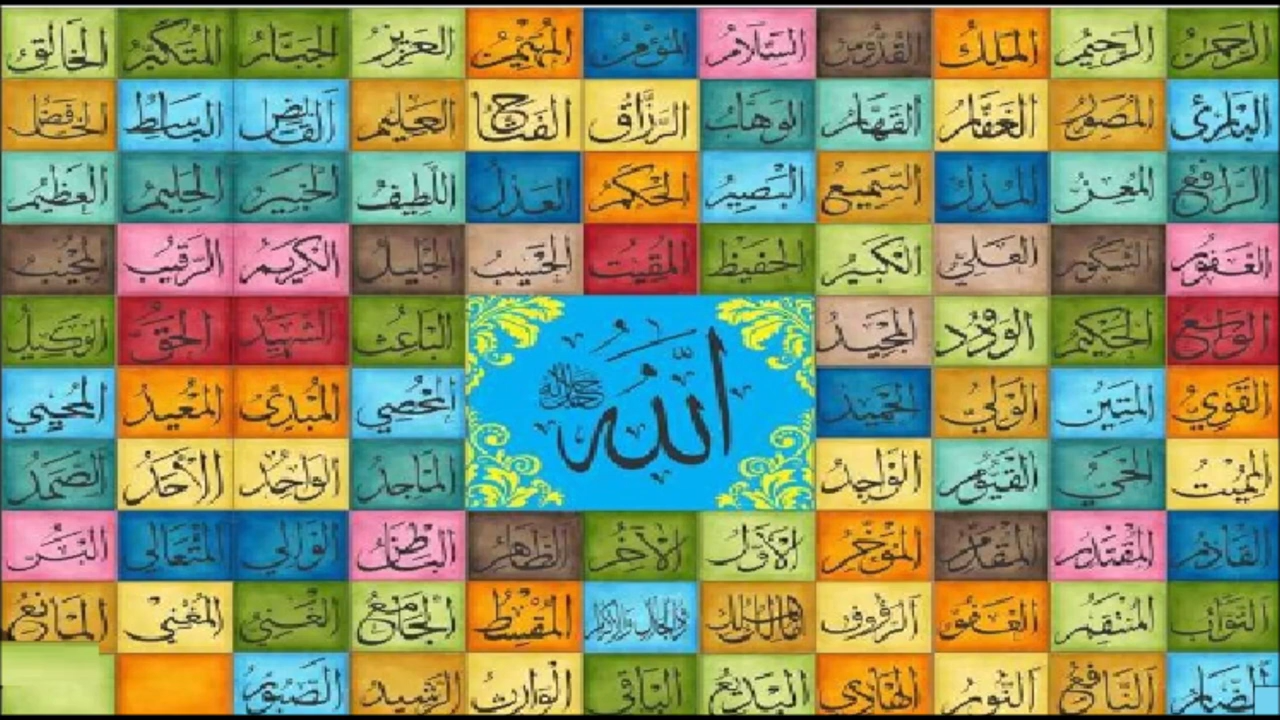 الرحمن الرحيم الملك القدوس السلام المؤمن المهيمن العزيز الجبار المتكبر الخالق
البارئ المصور الغفار القهار الوهاب الرزاق الفتاح العليم القابض الباسط الخافض
الرافع المعز المذل السميع البصير الحكم العدل اللطيف الخبير الحليم العظيم
الغفور الشكور العلي الكبير الحفيظ المقيت الحسيب الجليل الكريم الرقيب المجيب
الواسع الحكيم الودود المجيد الباعث الشهيد الحق الوكيل
الله جل جلاله
القوي المتين الولي الحميد المحصي المبدئ المعيد المحيي
المميت الحي القيوم الواجد الماجد الواحد الأحد الصمد
القادر المقتدر المقدم المؤخر الأول الآخر الظاهر الباطن الوالي المتعالي البر
التواب المنتقم العفو الرؤوف مالك الملك ذو الجلال والإكرام المقسط الجامع الغني المغني المانع
الضار النافع النور الهادي البديع الباقي الوارث الرشيد الصبور